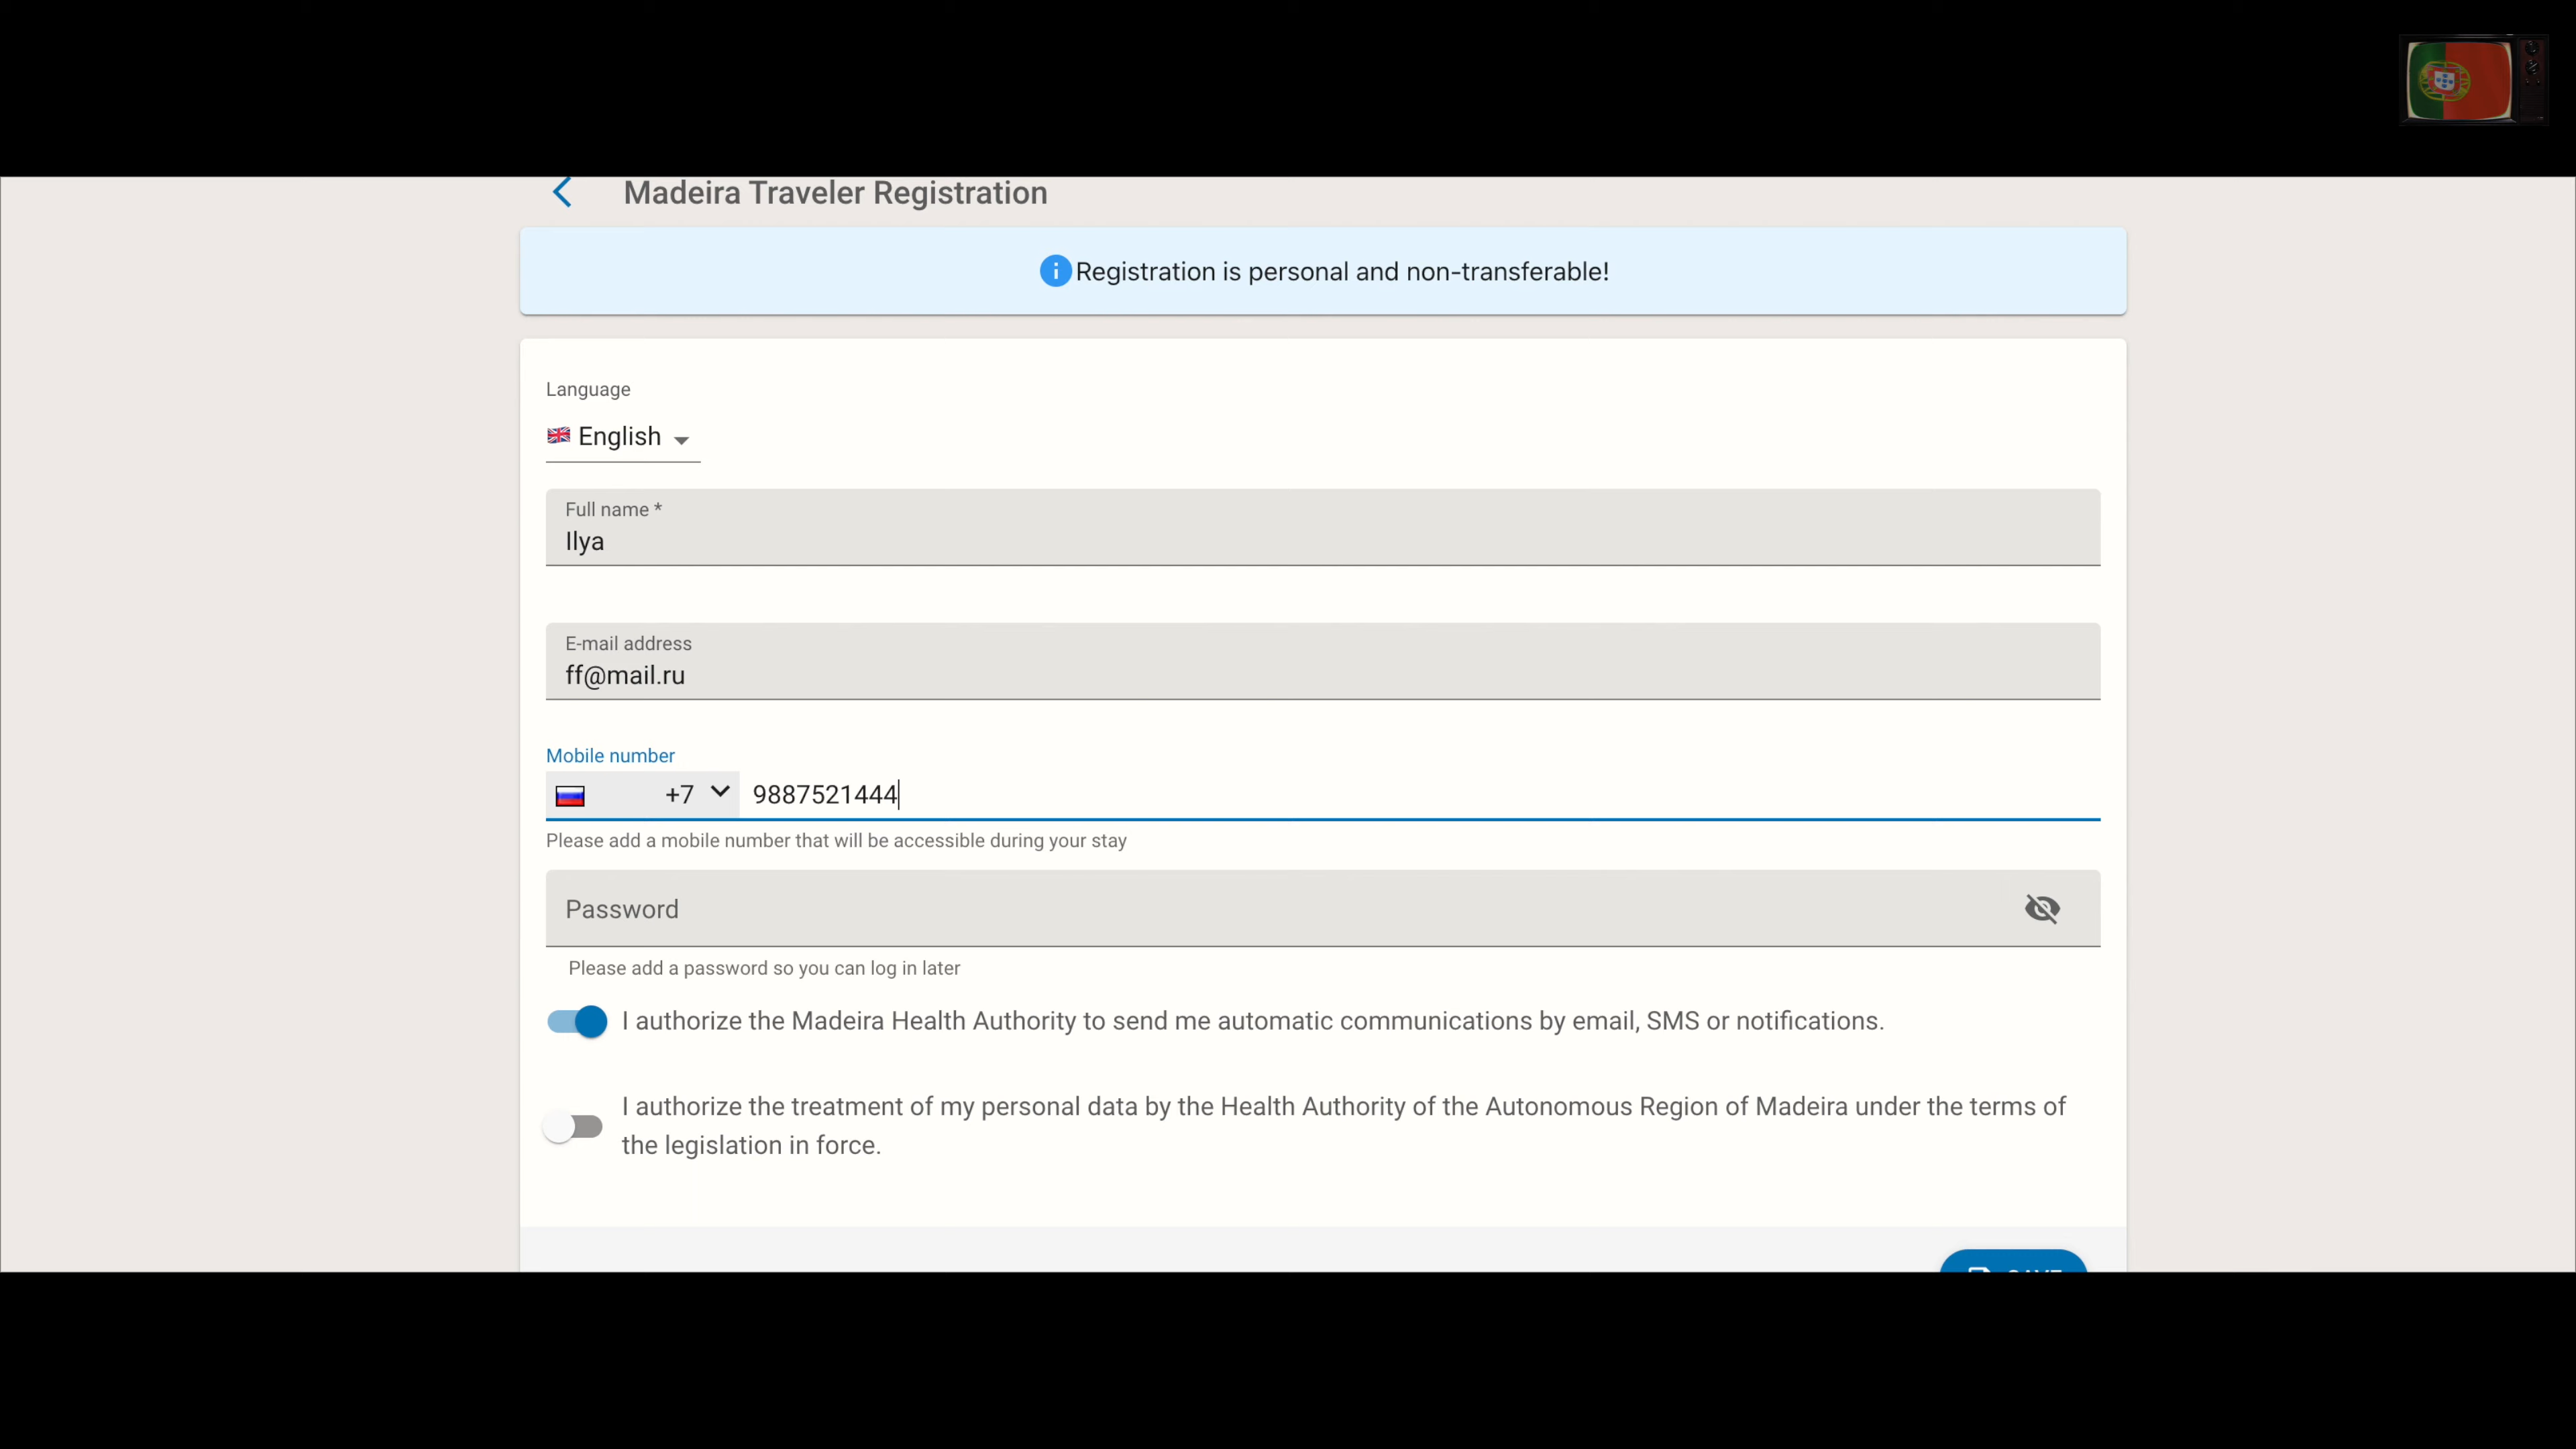 Madeira Traveler Registration
Registration is personal and non-transferable!
Language
English
Full name *
Ilya
E-mail address
ff@mail.ru
Mobile number
+7 9887521444
Please add a mobile number that will be accessible during your stay
Password
Please add a password so you can log in later
I authorize the Madeira Health Authority to send me automatic communications by email, SMS or notifications.
I authorize the treatment of my personal data by the Health Authority of the Autonomous Region of Madeira under the terms of
the legislation in force.